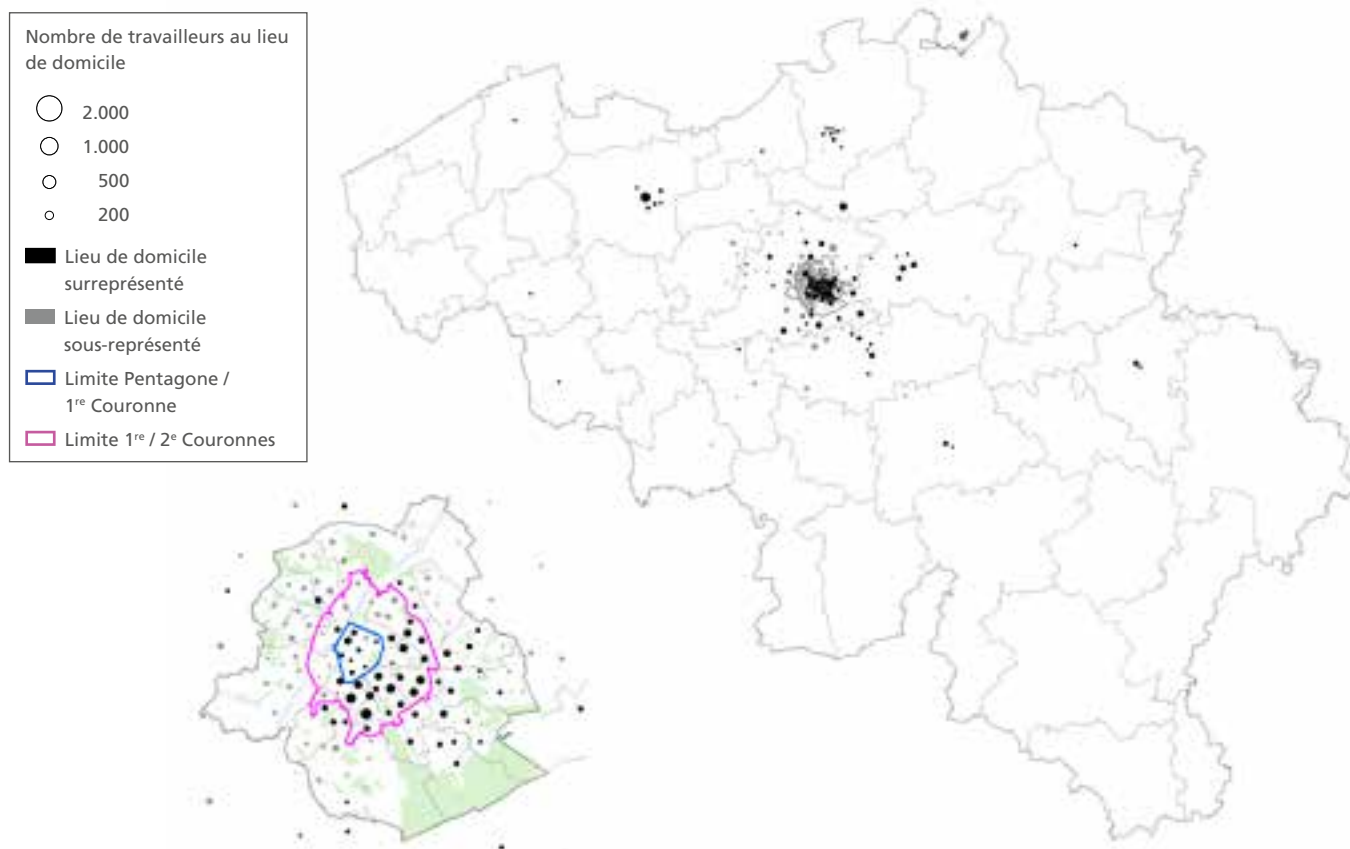 Nombre de travailleurs au lieu
de domicile
2.000
1.000
500
200
Lieu de domicile
surreprésenté
Lieu de domicile
sous-représenté
Limite Pentagone /
1re Couronne
Limite 1re / 2e Couronnes